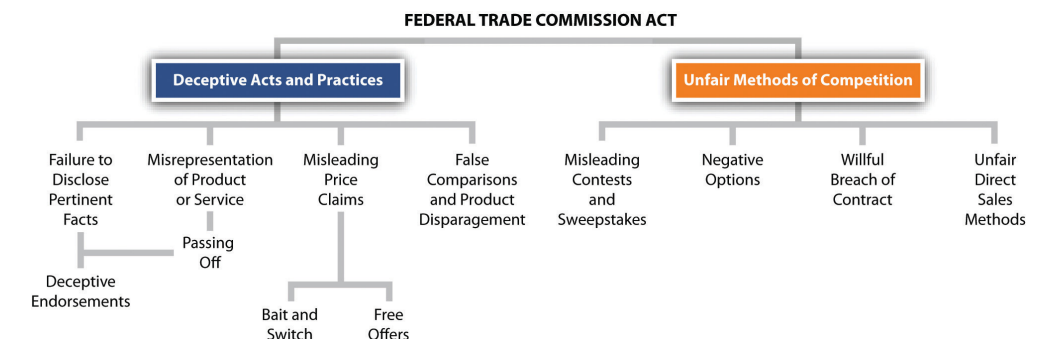 FEDERAL TRADE COMMISSION ACT
Deceptive Acts and Practices
Unfair Methods of Competition
Failure to
Disclose
Pertinent
Facts
Misrepresentation
of Product
or Service
Misleading
Price
Claims
False
Comparisons
and Product
Disparagement
Misleading
Contests
and
Sweepstakes
Negative
Options
Willful
Breach of
Contract
Unfair
Direct
Sales
Methods
Passing
Off
Deceptive
Endorsements
Bait and
Switch
Free
Offers